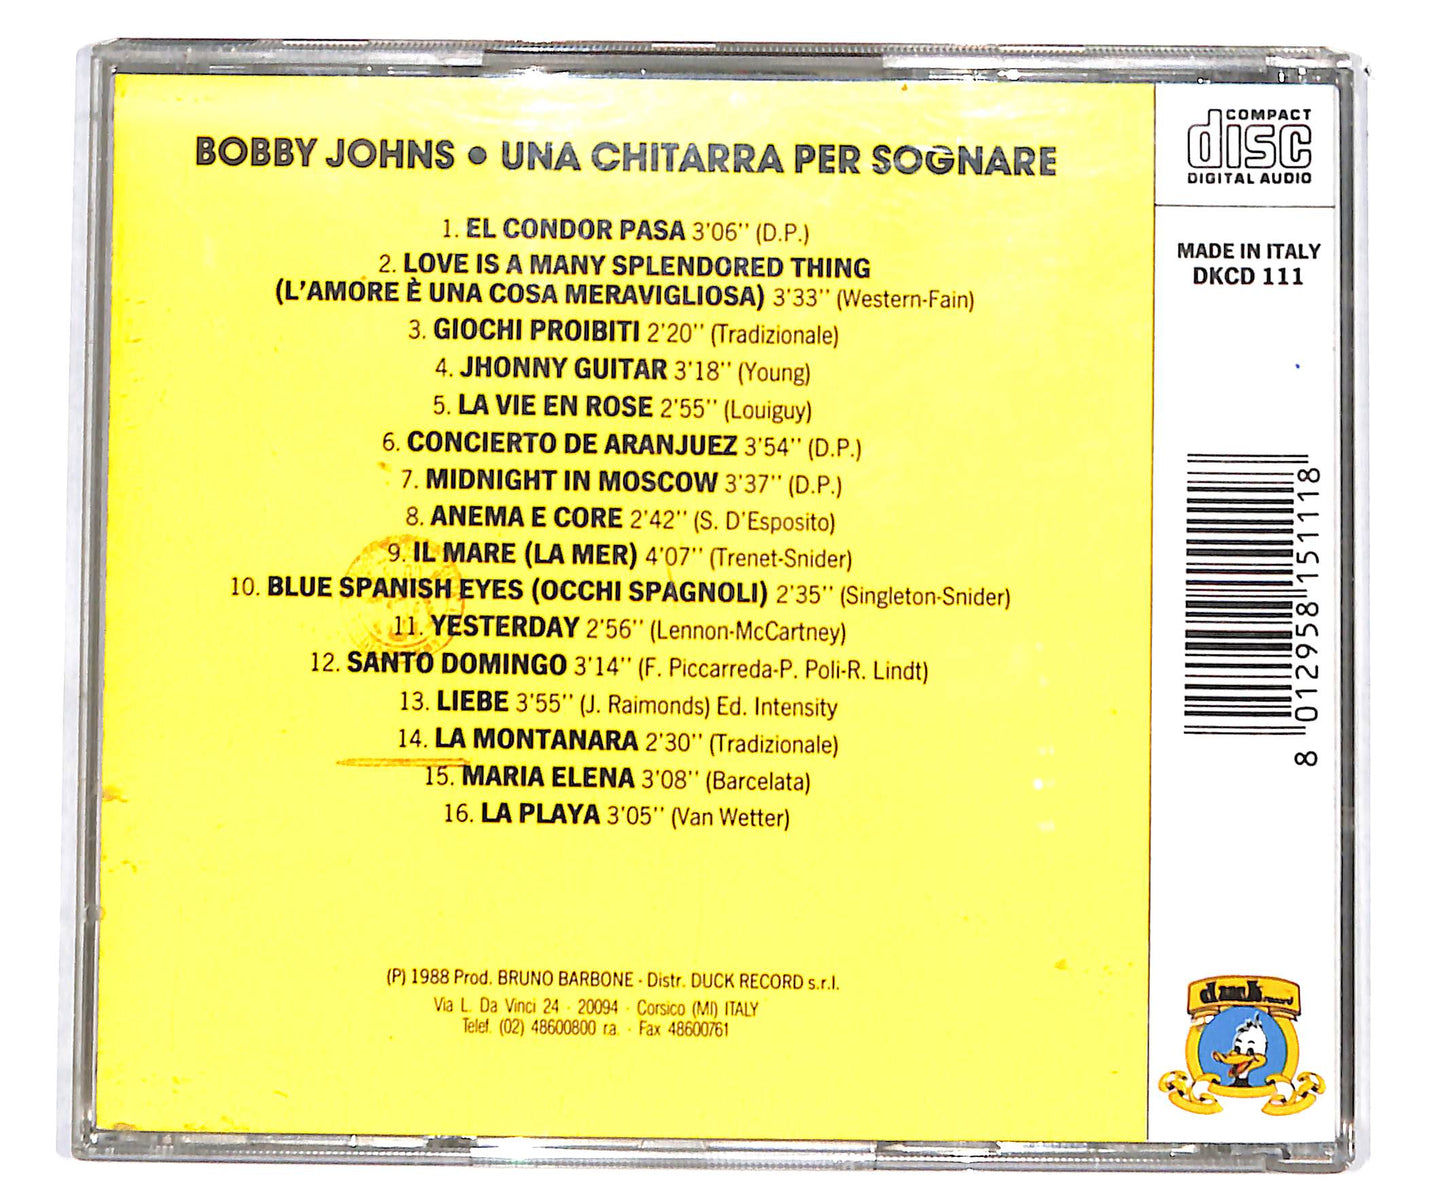 BOBBY JOHNS • UNA CHITARRA PER SOGNARE
1. EL CONDOR PASA 3'06'' (D.P.)
2. LOVE IS A MANY SPLENDORED THING
(L'AMORE È UNA COSA MERAVIGLIOSA) 3'33'' (Western-Fain)
3. GIOCHI PROIBITI 2'20'' (Tradizionale)
4. JHONNY GUITAR 3'18'' (Young)
5. LA VIE EN ROSE 2'55'' (Louiguy)
6. CONCIERTO DE ARANJUEZ 3'54'' (D.P.)
7. MIDNIGHT IN MOSCOW 3'37'' (D.P.)
8. ANEMA E CORE 2'42'' (S. D'Esposito)
9. IL MARE (LA MER) 4'07'' (Trenet-Snider)
10. BLUE SPANISH EYES (OCCHI SPAGNOLI) 2'35'' (Singleton-Snider)
11. YESTERDAY 2'56'' (Lennon-McCartney)
12. SANTO DOMINGO 3'14'' (F. Piccarreda-P. Poli-R. Lindt)
13. LIEBE 3'55'' (J. Raimonds) Ed. Intensity
14. LA MONTANARA 2'30'' (Tradizionale)
15. MARIA ELENA 3'08'' (Barcelata)
16. LA PLAYA 3'05'' (Van Wetter)
(P) 1988 Prod. BRUNO BARBONE - Distr. DUCK RECORD s.r.l.
Via L. Da Vinci 24 - 20094 - Corsico (MI) ITALY
Telef. (02) 48600800 r.a. - Fax 48600761
COMPACT
disc
DIGITAL AUDIO
MADE IN ITALY
DKCD 111
8 012958 151118
duck record